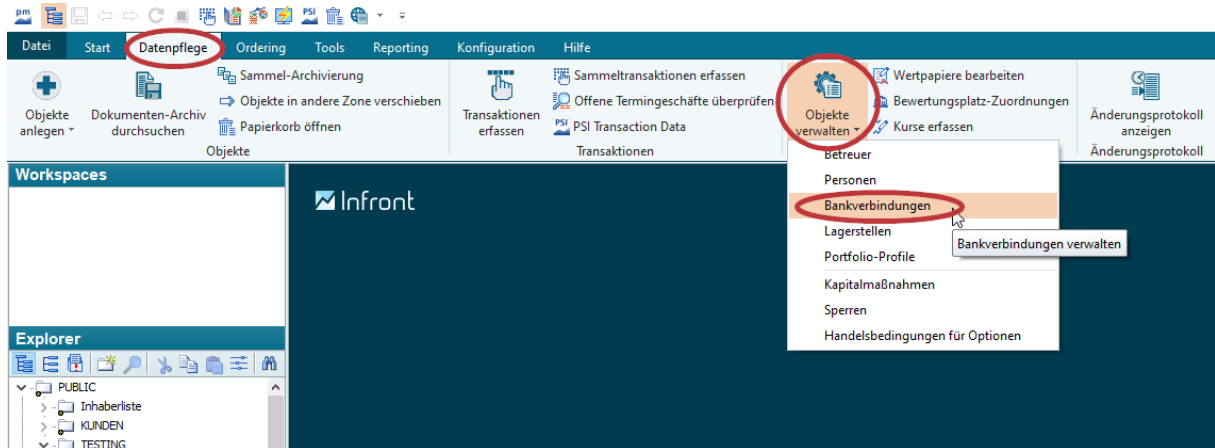 pm
PSI
Datei Start Datenpflege Ordering Tools Reporting Konfiguration Hilfe
Objekte anlegen
Dokumenten-Archiv durchsuchen
Sammel-Archivierung
Objekte in andere Zone verschieben
Papierkorb öffnen
Objekte
Transaktionen erfassen
Sammeltransaktionen erfassen
Offene Termingeschäfte überprüfen
PSI PSI Transaction Data
Transaktionen
Objekte verwalten
Wertpapiere bearbeiten
Bewertungsplatz-Zuordnungen
Kurse erfassen
Änderungsprotokoll anzeigen
Änderungsprotokoll
Betreuer
Personen
Bankverbindungen
Lagerstellen
Portfolio-Profile
Kapitalmaßnahmen
Sperren
Handelsbedingungen für Optionen
Bankverbindungen verwalten
Workspaces
Infront
Explorer
PUBLIC
Inhaberliste
KUNDEN
TESTING